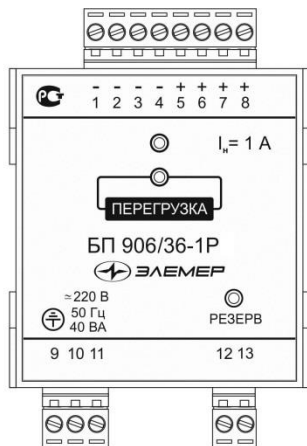 РСТ
- - - - + + + +
1 2 3 4 5 6 7 8
Iн= 1 А
ПЕРЕГРУЗКА
БП 906/36-1Р
ЭЛЕМЕР
≃220 В
50 Гц
40 ВА
РЕЗЕРВ
9 10 11 12 13